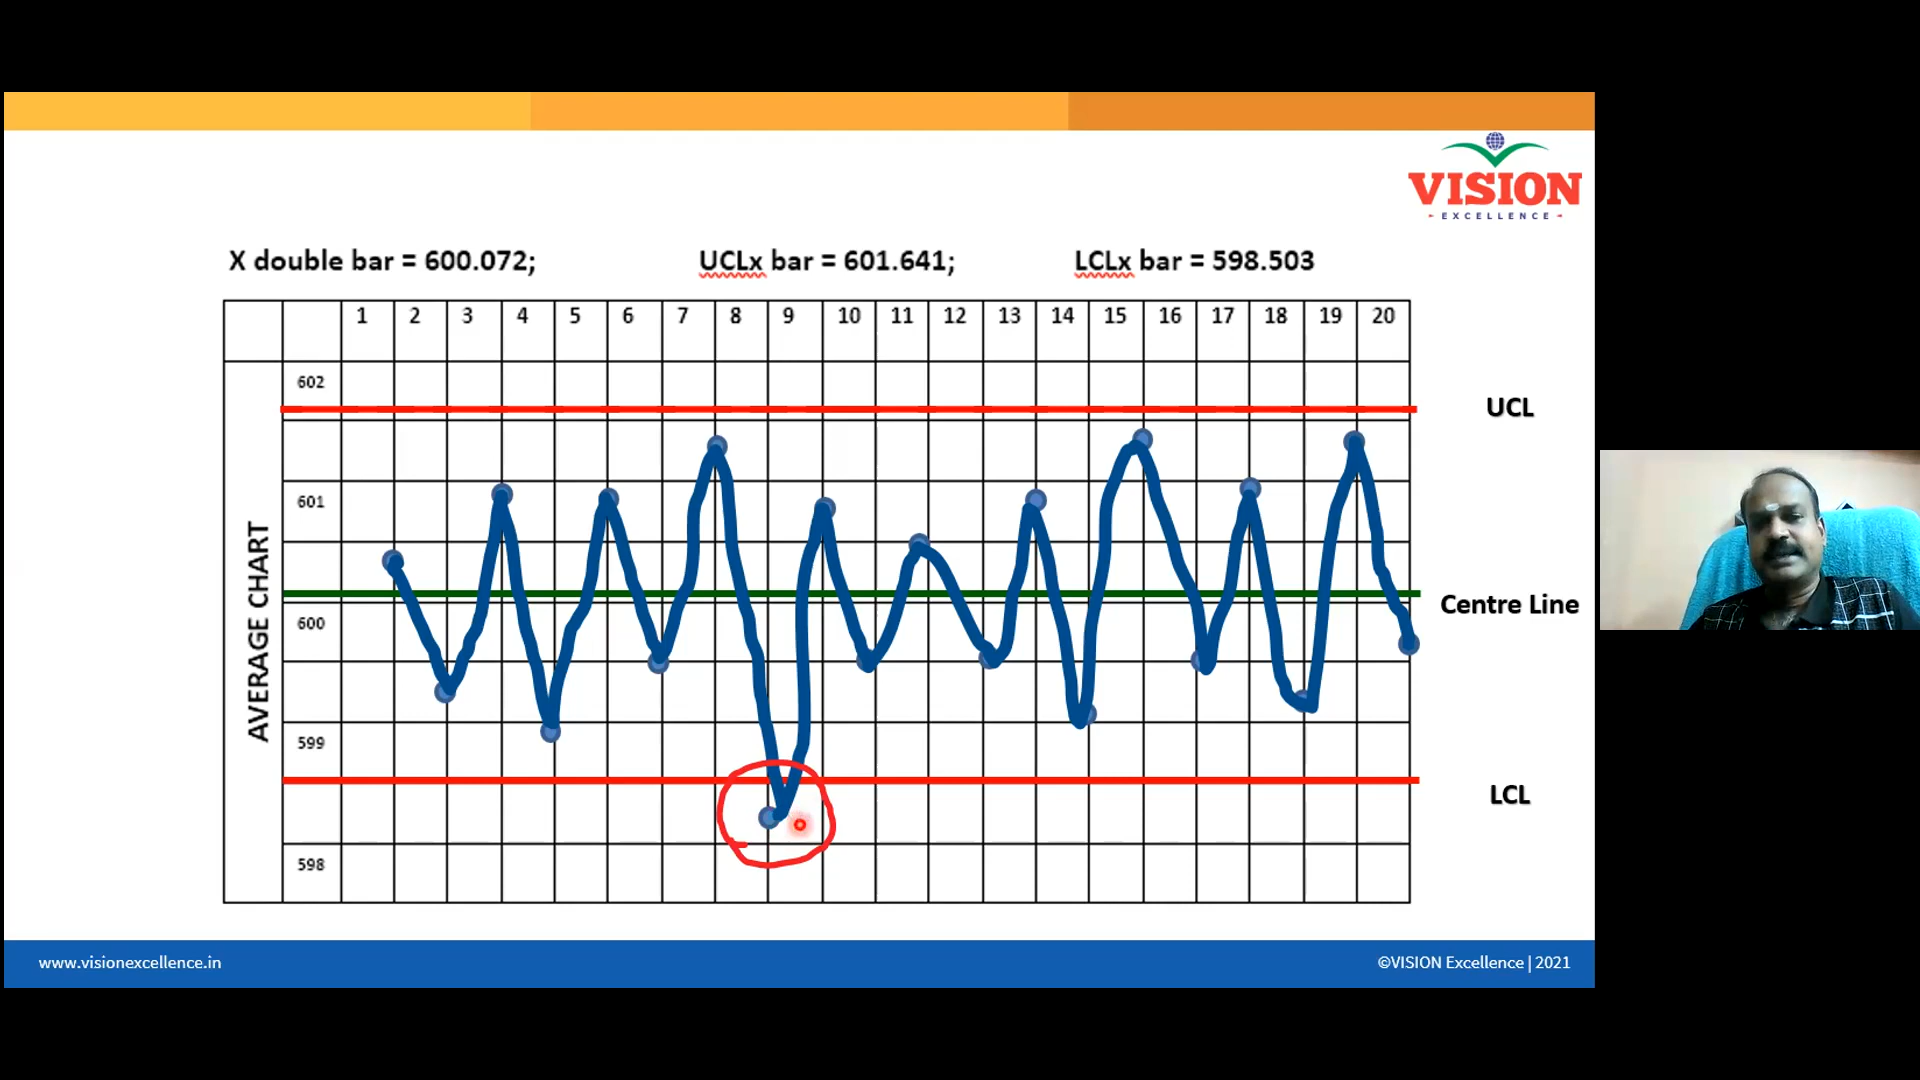 VISION
EXCELLENCE
X double bar = 600.072; UCLx bar = 601.641; LCLx bar = 598.503
1 2 3 4 5 6 7 8 9 10 11 12 13 14 15 16 17 18 19 20
602
UCL
601
AVERAGE CHART
Centre Line
600
599
LCL
598
www.visionexcellence.in ©VISION Excellence | 2021